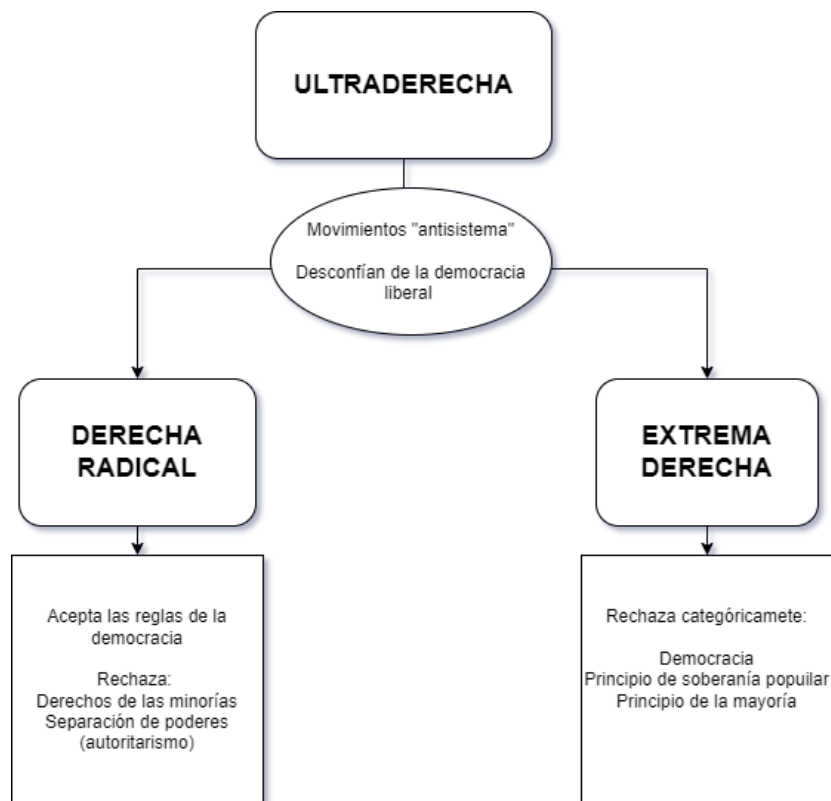 ULTRADERECHA
Movimientos "antisistema"
Desconfían de la democracia
liberal
DERECHA
RADICAL
EXTREMA
DERECHA
Acepta las reglas de la
democracia
Rechaza:
Derechos de las minorías
Separación de poderes
(autoritarismo)
Rechaza categóricamete:
Democracia
Principio de soberanía popuilar
Principio de la mayoría